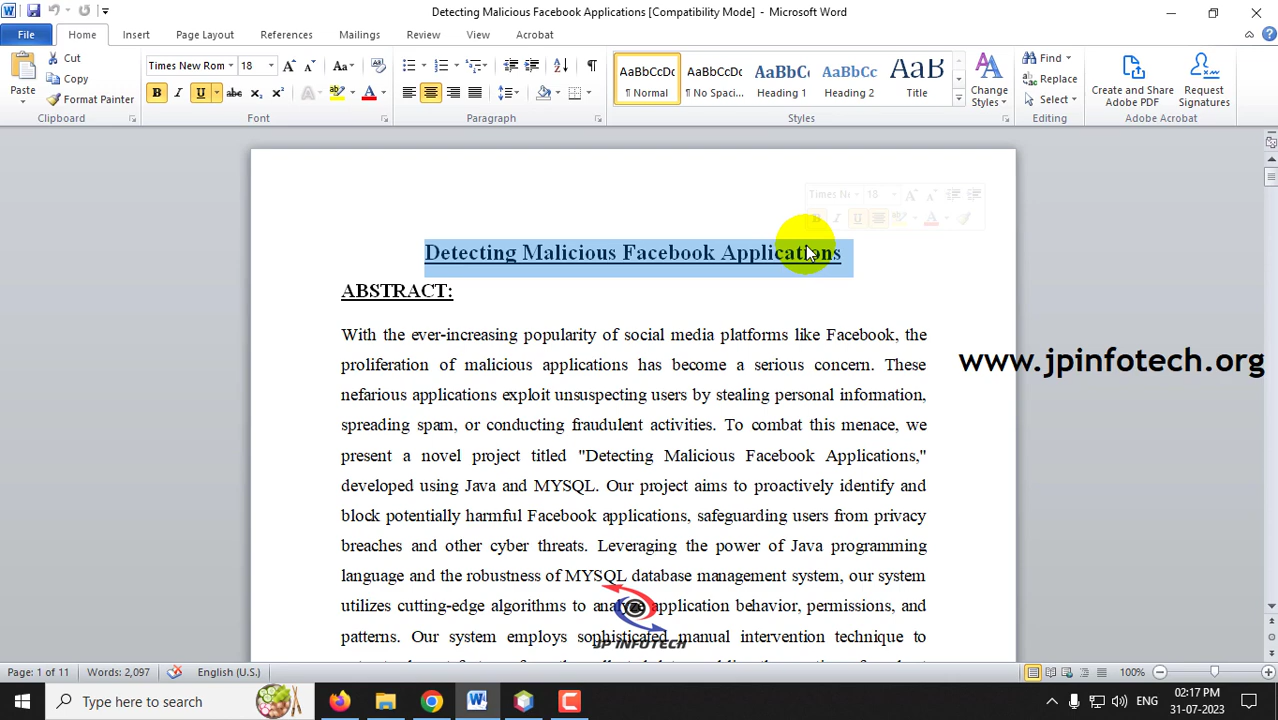 Detecting Malicious Facebook Applications [Compatibility Mode] - Microsoft Word
File Home Insert Page Layout References Mailings Review View Acrobat
Paste
Cut
Copy
Format Painter
Clipboard
Times New Rom 18
Font
Paragraph
AaBbCcDc AaBbCcDc AaBbC AaBbCc AaB
¶ Normal ¶ No Spaci... Heading 1 Heading 2 Title
Change Styles
Styles
Find
Replace
Select
Editing
Create and Share Adobe PDF
Request Signatures
Adobe Acrobat
Times Nr 18
Detecting Malicious Facebook Applications
ABSTRACT:
With the ever-increasing popularity of social media platforms like Facebook, the
proliferation of malicious applications has become a serious concern. These
nefarious applications exploit unsuspecting users by stealing personal information,
spreading spam, or conducting fraudulent activities. To combat this menace, we
present a novel project titled "Detecting Malicious Facebook Applications,"
developed using Java and MYSQL. Our project aims to proactively identify and
block potentially harmful Facebook applications, safeguarding users from privacy
breaches and other cyber threats. Leveraging the power of Java programming
language and the robustness of MYSQL database management system, our system
utilizes cutting-edge algorithms to analyze application behavior, permissions, and
patterns. Our system employs sophisticated manual intervention technique to
www.jpinfotech.org
JP INFOTECH
Page: 1 of 11 Words: 2,097 English (U.S.) 100%
Type here to search
ENG
02:17 PM
31-07-2023